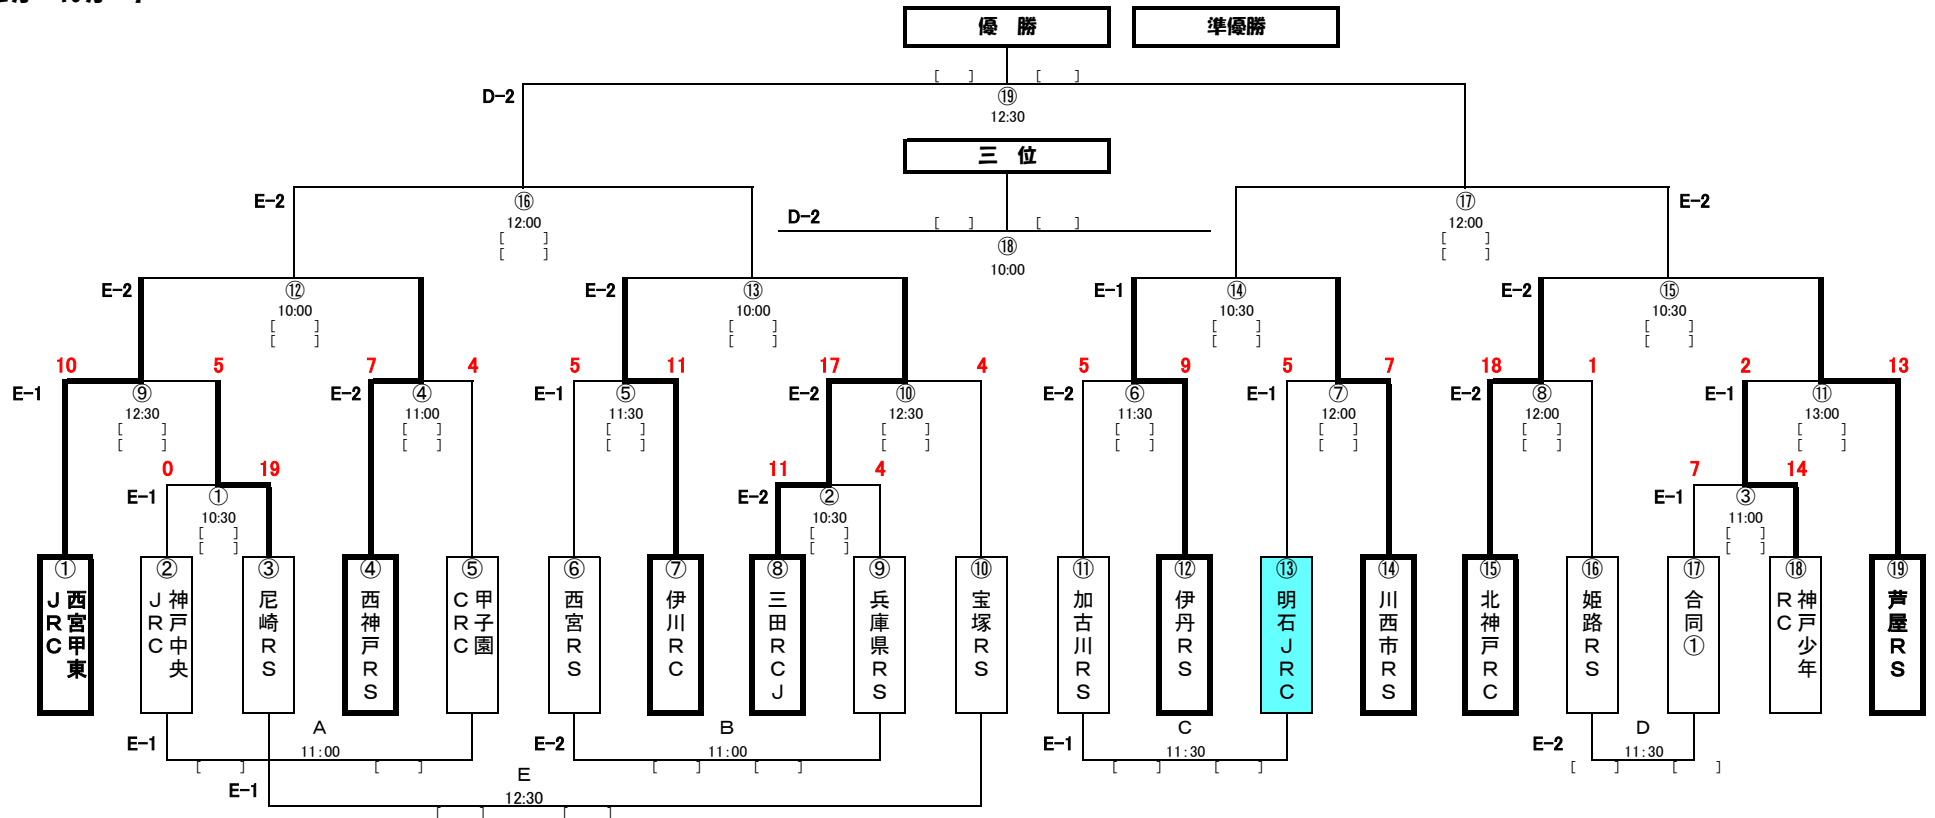 優 勝 準優勝
[ ] [ ]
D-2 ⑲
12:30
三 位
E-2 ⑯ D-2 [ ] [ ] ⑰ E-2
12:00 12:00
[ ] ⑱ [ ]
[ ] 10:00 [ ]
E-2 ⑫ E-2 ⑬ E-1 ⑭ E-2 ⑮
10:00 10:00 10:30 10:30
[ ] [ ] [ ] [ ]
[ ] [ ] [ ] [ ]
10 5 7 4 5 11 17 4 5 9 5 7 18 1 2 13
E-1 ⑨ E-2 ④ E-1 ⑤ E-2 ⑩ E-2 ⑥ E-1 ⑦ E-2 ⑧ E-1 ⑪
12:30 11:00 11:30 12:30 11:30 12:00 12:00 13:00
[ ] [ ] [ ] [ ] [ ] [ ] [ ] [ ]
[ ] [ ] [ ] [ ] [ ] [ ] [ ] [ ]
0 19 11 4 7 14
E-1 ① E-2 ② E-1 ③
10:30 10:30 11:00
[ ] [ ] [ ]
[ ] [ ] [ ]
① 西宮甲東
JRC
② 神戸中央
JRC
③ 尼崎RS
④ 西神戸RS
⑤ 甲子園
CRC
⑥ 西宮RS
⑦ 伊川RC
⑧ 三田RCJ
⑨ 兵庫県RS
⑩ 宝塚RS
⑪ 加古川RS
⑫ 伊丹RS
⑬ 明石JRC
⑭ 川西市RS
⑮ 北神戸RC
⑯ 姫路RS
⑰ 合同①
⑱ 神戸少年
RC
⑲ 芦屋RS
A B C D
E-1 11:00 E-2 11:00 E-1 11:30 E-2 11:30
[ ] [ ] [ ] [ ] [ ] [ ] [ ] [ ]
E
E-1 12:30
[ ] [ ]